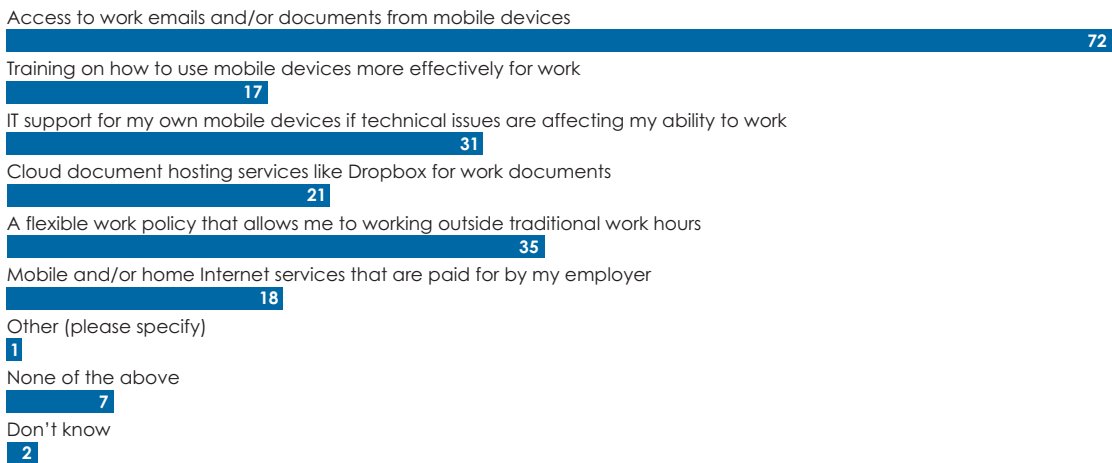 Access to work emails and/or documents from mobile devices
72
Training on how to use mobile devices more effectively for work
17
IT support for my own mobile devices if technical issues are affecting my ability to work
31
Cloud document hosting services like Dropbox for work documents
21
A flexible work policy that allows me to working outside traditional work hours
35
Mobile and/or home Internet services that are paid for by my employer
18
Other (please specify)
1
None of the above
7
Don’t know
2